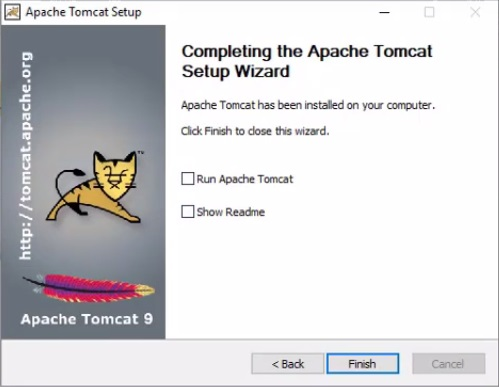 Apache Tomcat Setup
http://tomcat.apache.org
TM
Apache Tomcat 9
Completing the Apache Tomcat
Setup Wizard
Apache Tomcat has been installed on your computer.
Click Finish to close this wizard.
Run Apache Tomcat
Show Readme
< Back
Finish
Cancel